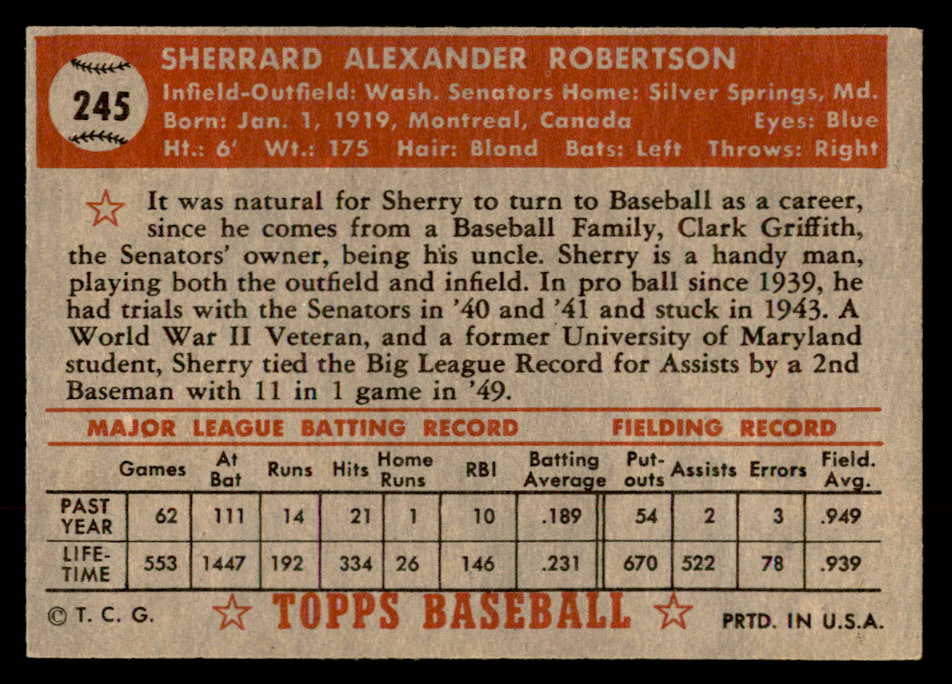 245
SHERRARD ALEXANDER ROBERTSON
Infield-Outfield: Wash. Senators Home: Silver Springs, Md.
Born: Jan. 1, 1919, Montreal, Canada Eyes: Blue
Ht.: 6' Wt.: 175 Hair: Blond Bats: Left Throws: Right
It was natural for Sherry to turn to Baseball as a career,
since he comes from a Baseball Family, Clark Griffith,
the Senators' owner, being his uncle. Sherry is a handy man,
playing both the outfield and infield. In pro ball since 1939, he
had trials with the Senators in '40 and '41 and stuck in 1943. A
World War II Veteran, and a former University of Maryland
student, Sherry tied the Big League Record for Assists by a 2nd
Baseman with 11 in 1 game in '49.
MAJOR LEAGUE BATTING RECORD FIELDING RECORD
Games At Bat Runs Hits Home Runs RBI Batting Average Put-outs Assists Errors Field. Avg.
PAST YEAR 62 111 14 21 1 10 .189 54 2 3 .949
LIFE-TIME 553 1447 192 334 26 146 .231 670 522 78 .939
© T. C. G. TOPPS BASEBALL PRTD. IN U.S.A.